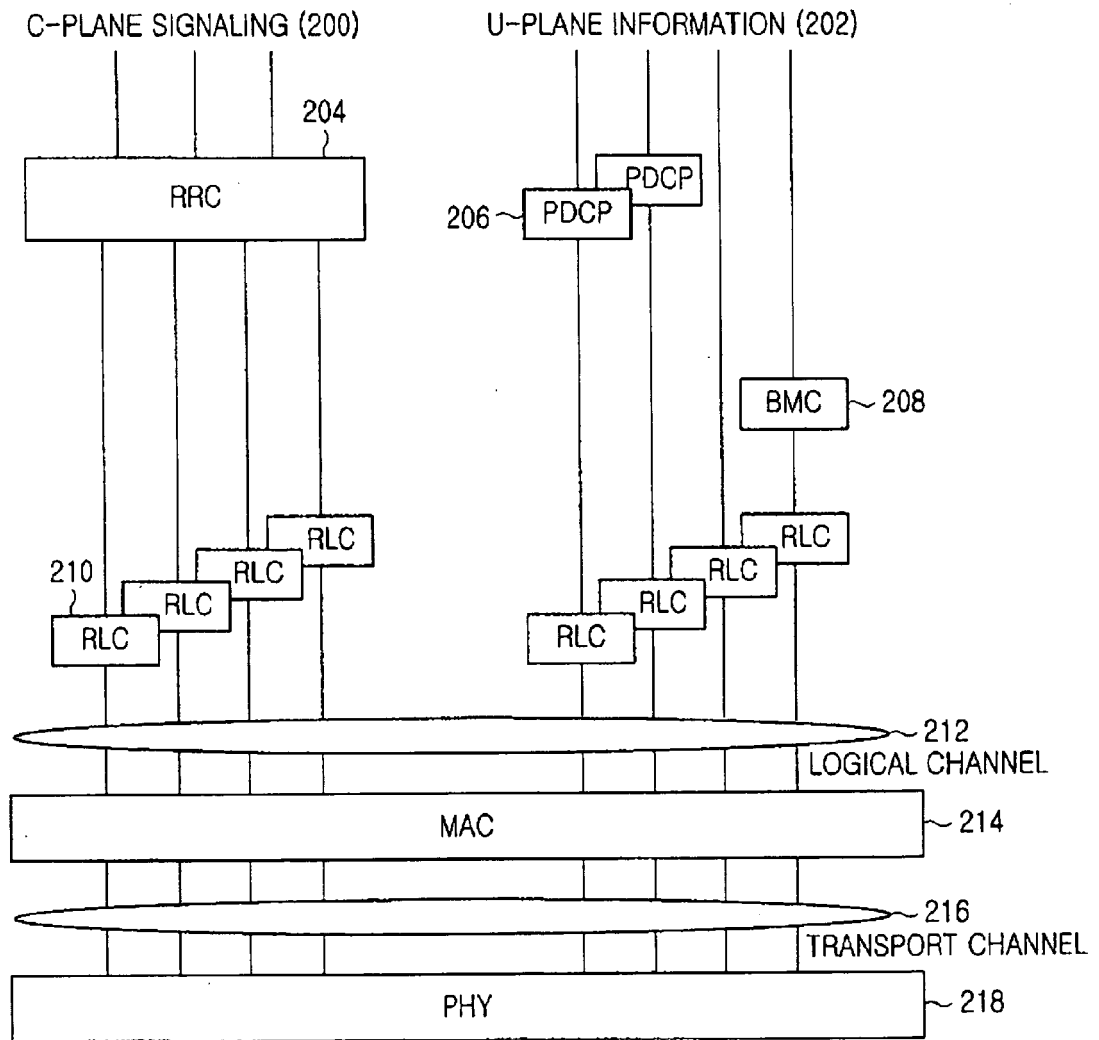 C-PLANE SIGNALING (200)
U-PLANE INFORMATION (202)
204
RRC
PDCP
206
PDCP
BMC
208
RLC
RLC
RLC
RLC
210
RLC
RLC
RLC
RLC
212
LOGICAL CHANNEL
MAC
214
216
TRANSPORT CHANNEL
PHY
218